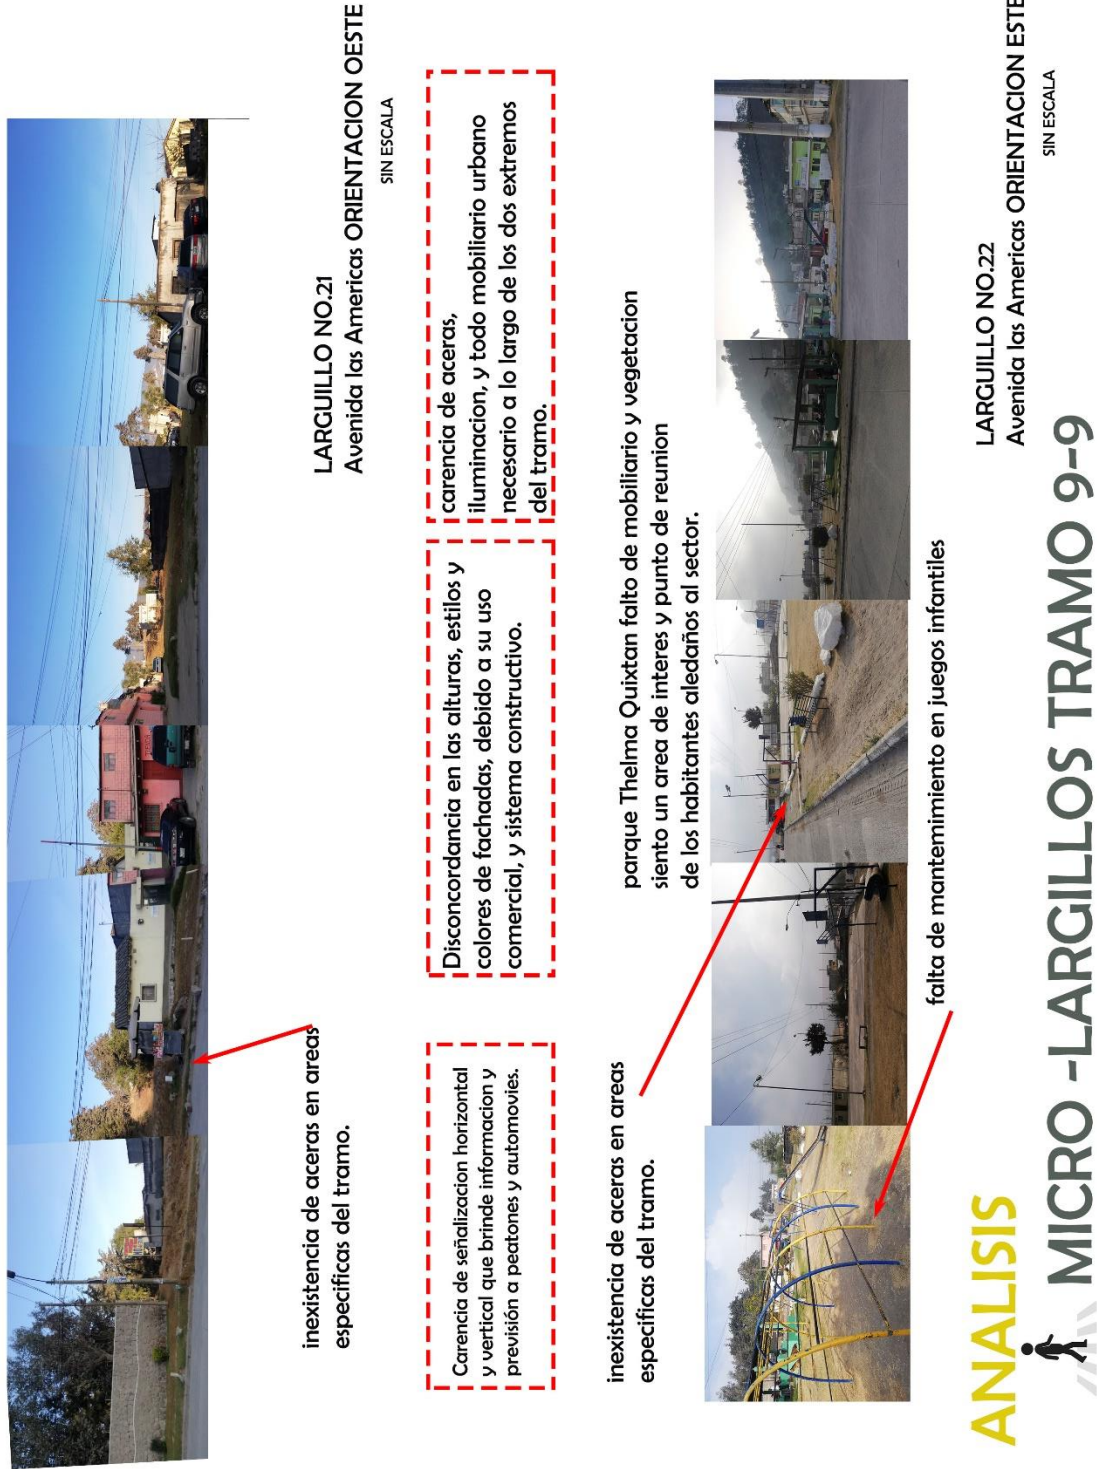 LARGUILLO NO.21
Avenida las Americas ORIENTACION OESTE
SIN ESCALA
inexistencia de aceras en areas
especificas del tramo.
Carencia de señalizacion horizontal
y vertical que brinde informacion y
previsión a peatones y automovies.
Disconcordancia en las alturas, estilos y
colores de fachadas, debido a su uso
comercial, y sistema constructivo.
carencia de aceras,
iluminacion, y todo mobiliario urbano
necesario a lo largo de los dos extremos
del tramo.
inexistencia de aceras en areas
especificas del tramo.
parque Thelma Quixtan falto de mobiliario y vegetacion
siento un area de interes y punto de reunion
de los habitantes aledaños al sector.
falta de mantemimiento en juegos infantiles
LARGUILLO NO.22
Avenida las Americas ORIENTACION ESTE
SIN ESCALA
ANALISIS
MICRO -LARGILLOS TRAMO 9-9